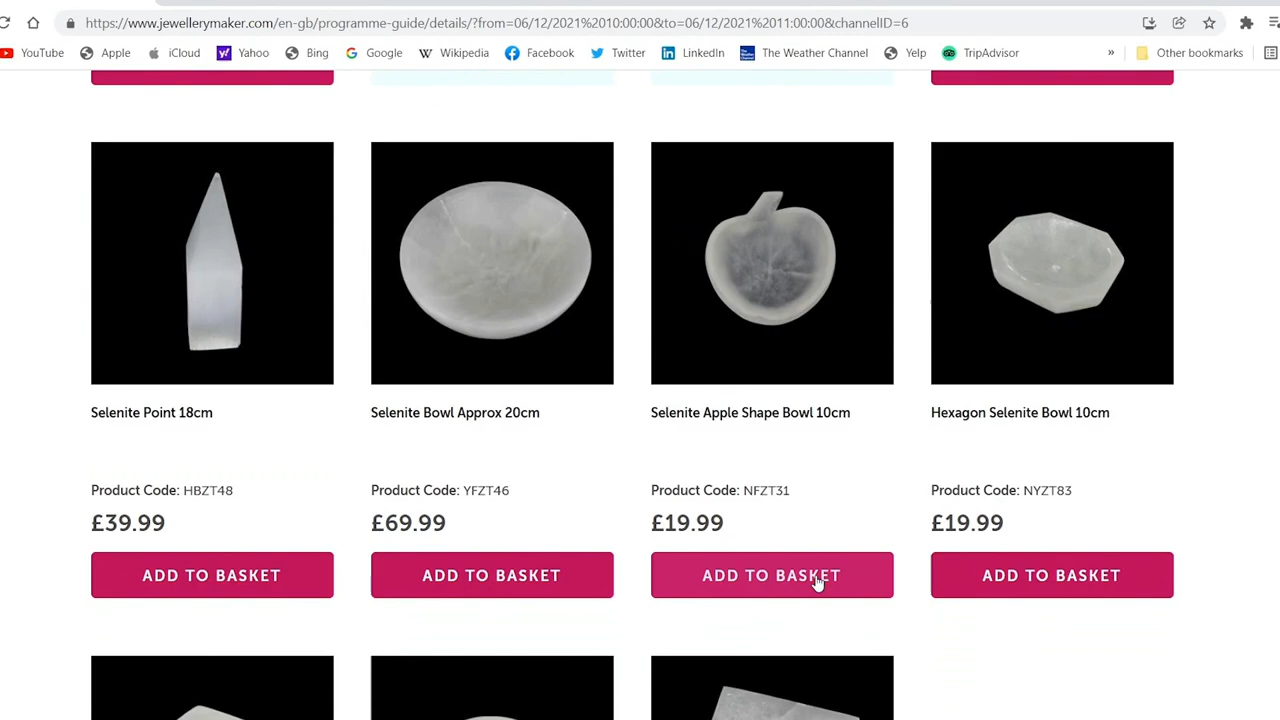 https://www.jewellerymaker.com/en-gb/programme-guide/details/?from=06/12/2021%2010:00:00&to=06/12/2021%2011:00:00&channelID=6
YouTube Apple iCloud Yahoo Bing Google Wikipedia Facebook Twitter LinkedIn The Weather Channel Yelp TripAdvisor » Other bookmarks
Selenite Point 18cm Selenite Bowl Approx 20cm Selenite Apple Shape Bowl 10cm Hexagon Selenite Bowl 10cm
Product Code: HBZT48 Product Code: YFZT46 Product Code: NFZT31 Product Code: NYZT83
£39.99 £69.99 £19.99 £19.99
ADD TO BASKET ADD TO BASKET ADD TO BASKET ADD TO BASKET